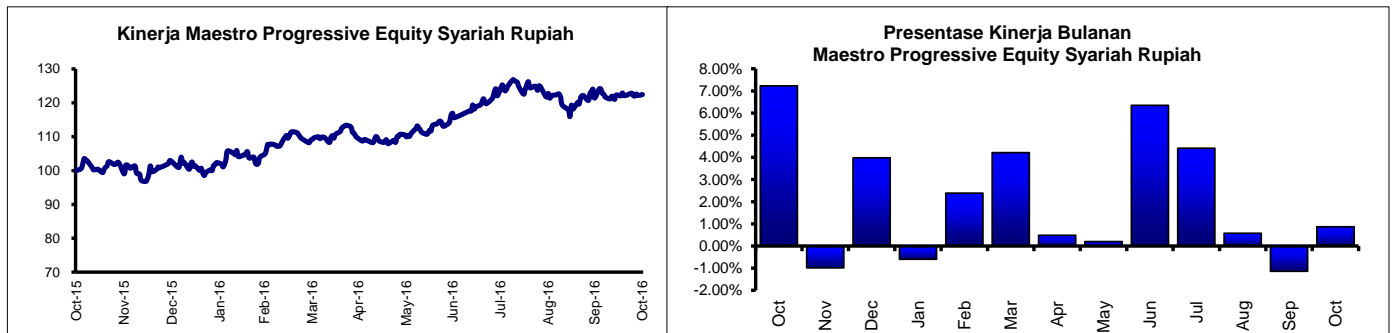 Kinerja Maestro Progressive Equity Syariah Rupiah
130
120
110
100
90
80
70
Oct-15
Nov-15
Dec-15
Jan-16
Feb-16
Mar-16
Apr-16
May-16
Jun-16
Jul-16
Aug-16
Sep-16
Oct-16
Presentase Kinerja Bulanan
Maestro Progressive Equity Syariah Rupiah
8.00%
7.00%
6.00%
5.00%
4.00%
3.00%
2.00%
1.00%
0.00%
-1.00%
-2.00%
Oct
Nov
Dec
Jan
Feb
Mar
Apr
May
Jun
Jul
Aug
Sep
Oct